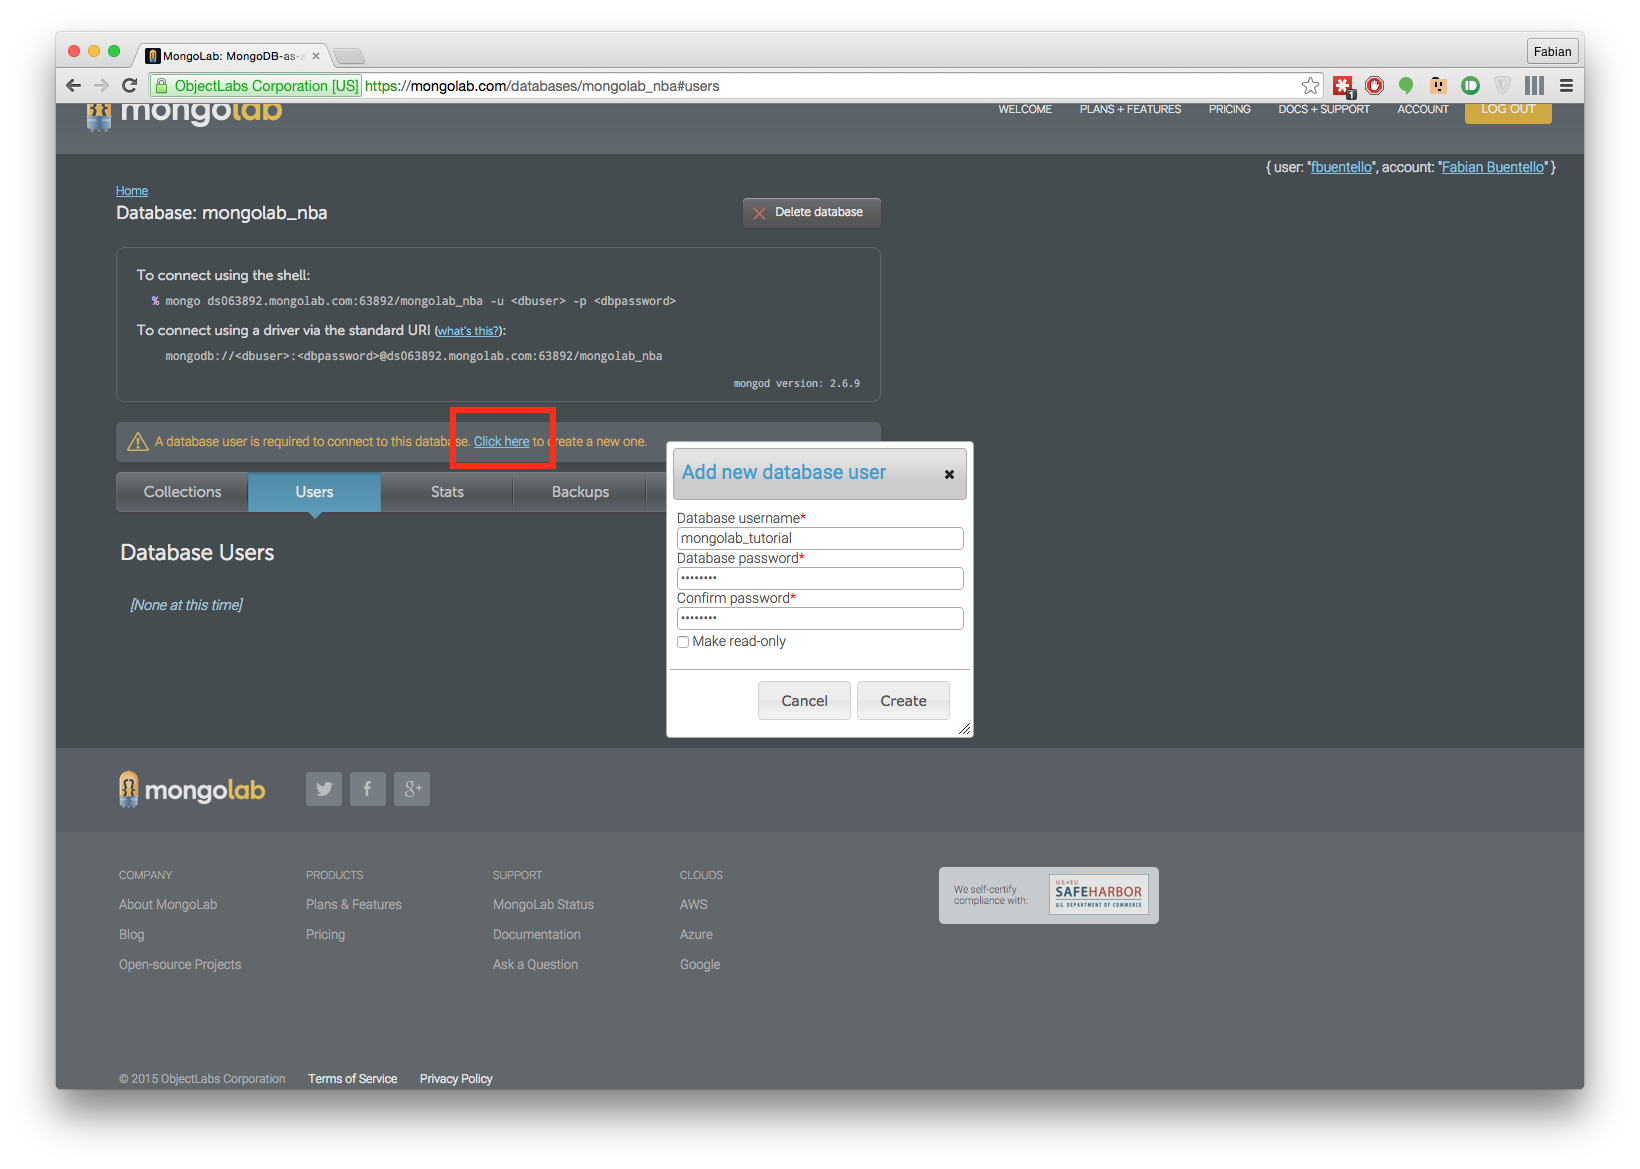 Fabian
MongoLab: MongoDB-as-a
ObjectLabs Corporation [US] https://mongolab.com/databases/mongolab_nba#users
1
mongolab
WELCOME PLANS + FEATURES PRICING DOCS + SUPPORT ACCOUNT LOG OUT
{ user: "fbuentello", account: "Fabian Buentello" }
Home
Database: mongolab_nba
Delete database
To connect using the shell:
% mongo ds063892.mongolab.com:63892/mongolab_nba -u <dbuser> -p <dbpassword>
To connect using a driver via the standard URI (what's this?):
mongodb://<dbuser>:<dbpassword>@ds063892.mongolab.com:63892/mongolab_nba
mongod version: 2.6.9
A database user is required to connect to this database. Click here to create a new one.
Collections Users Stats Backups
Database Users
[None at this time]
Add new database user
Database username*
mongolab_tutorial
Database password*
••••••••
Confirm password*
••••••••
Make read-only
Cancel Create
mongolab
f g+
COMPANY PRODUCTS SUPPORT CLOUDS
About MongoLab Plans & Features MongoLab Status AWS
Blog Pricing Documentation Azure
Open-source Projects Ask a Question Google
We self-certify
compliance with:
U.S.+EU
SAFEHARBOR
U.S. DEPARTMENT OF COMMERCE
© 2015 ObjectLabs Corporation Terms of Service Privacy Policy